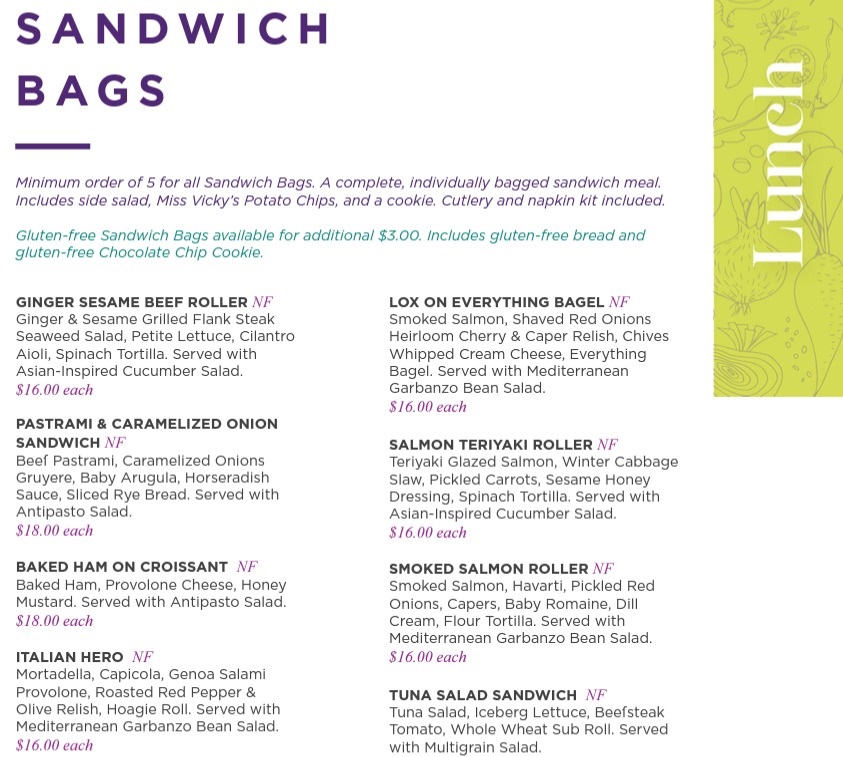 SANDWICH
BAGS
Minimum order of 5 for all Sandwich Bags. A complete, individually bagged sandwich meal.
Includes side salad, Miss Vicky's Potato Chips, and a cookie. Cutlery and napkin kit included.
Gluten-free Sandwich Bags available for additional $3.00. Includes gluten-free bread and
gluten-free Chocolate Chip Cookie.
GINGER SESAME BEEF ROLLER NF
Ginger & Sesame Grilled Flank Steak
Seaweed Salad, Petite Lettuce, Cilantro
Aioli, Spinach Tortilla. Served with
Asian-Inspired Cucumber Salad.
$16.00 each
PASTRAMI & CARAMELIZED ONION
SANDWICH NF
Beef Pastrami, Caramelized Onions
Gruyere, Baby Arugula, Horseradish
Sauce, Sliced Rye Bread. Served with
Antipasto Salad.
$18.00 each
BAKED HAM ON CROISSANT NF
Baked Ham, Provolone Cheese, Honey
Mustard. Served with Antipasto Salad.
$18.00 each
ITALIAN HERO NF
Mortadella, Capicola, Genoa Salami
Provolone, Roasted Red Pepper &
Olive Relish, Hoagie Roll. Served with
Mediterranean Garbanzo Bean Salad.
$16.00 each
LOX ON EVERYTHING BAGEL NF
Smoked Salmon, Shaved Red Onions
Heirloom Cherry & Caper Relish, Chives
Whipped Cream Cheese, Everything
Bagel. Served with Mediterranean
Garbanzo Bean Salad.
$16.00 each
SALMON TERIYAKI ROLLER NF
Teriyaki Glazed Salmon, Winter Cabbage
Slaw, Pickled Carrots, Sesame Honey
Dressing, Spinach Tortilla. Served with
Asian-Inspired Cucumber Salad.
$16.00 each
SMOKED SALMON ROLLER NF
Smoked Salmon, Havarti, Pickled Red
Onions, Capers, Baby Romaine, Dill
Cream, Flour Tortilla. Served with
Mediterranean Garbanzo Bean Salad.
$16.00 each
TUNA SALAD SANDWICH NF
Tuna Salad, Iceberg Lettuce, Beefsteak
Tomato, Whole Wheat Sub Roll. Served
with Multigrain Salad.
Lunch